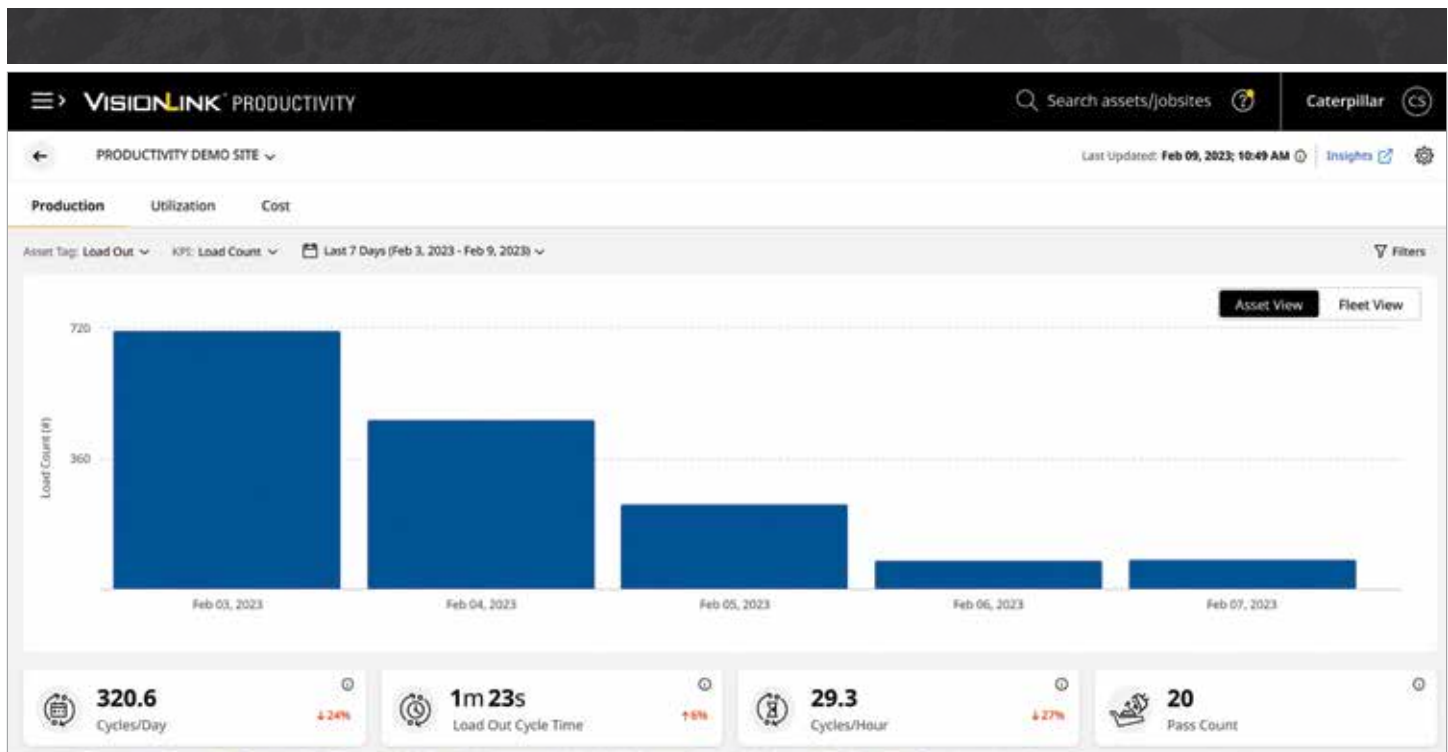 VISIONLINK PRODUCTIVITY Search assets/jobsites ? Caterpillar CS
PRODUCTIVITY DEMO SITE Last Updated: Feb 09, 2023; 10:49 AM Insights
Production Utilization Cost
Asset Tag: Load Out KPI: Load Count Last 7 Days (Feb 3, 2023 - Feb 9, 2023) Filters
Asset View Fleet View
720
360
Load Count (#)
Feb 03, 2023 Feb 04, 2023 Feb 05, 2023 Feb 06, 2023 Feb 07, 2023
320.6 ↓24% 1m 23s ↑6% 29.3 ↓27% 20
Cycles/Day Load Out Cycle Time Cycles/Hour Pass Count